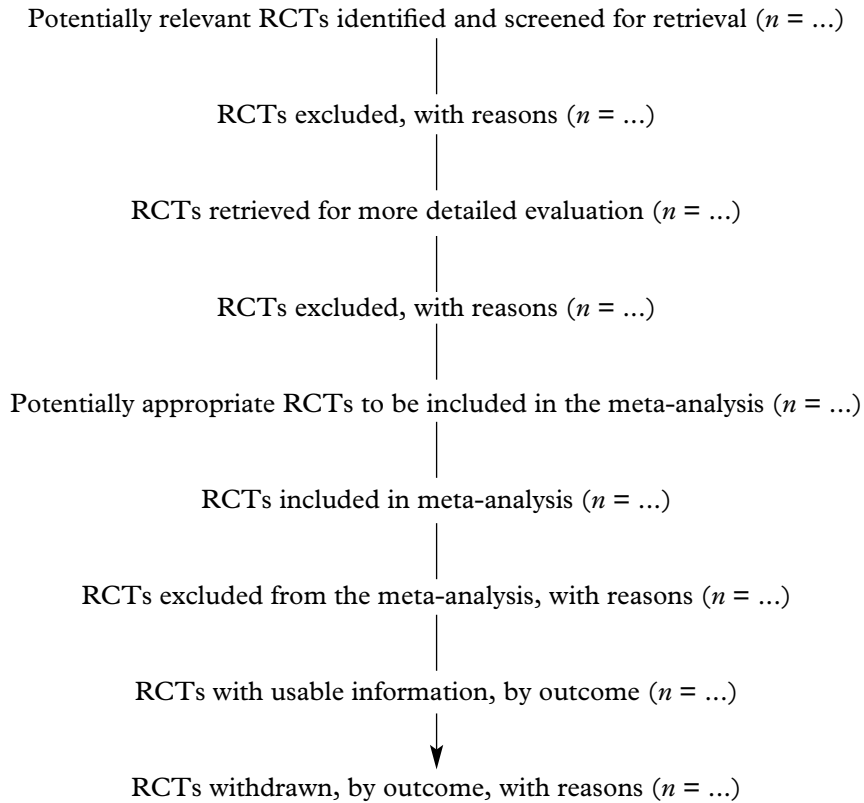 Potentially relevant RCTs identified and screened for retrieval (n = ...)
RCTs excluded, with reasons (n = ...)
RCTs retrieved for more detailed evaluation (n = ...)
RCTs excluded, with reasons (n = ...)
Potentially appropriate RCTs to be included in the meta-analysis (n = ...)
RCTs included in meta-analysis (n = ...)
RCTs excluded from the meta-analysis, with reasons (n = ...)
RCTs with usable information, by outcome (n = ...)
RCTs withdrawn, by outcome, with reasons (n = ...)